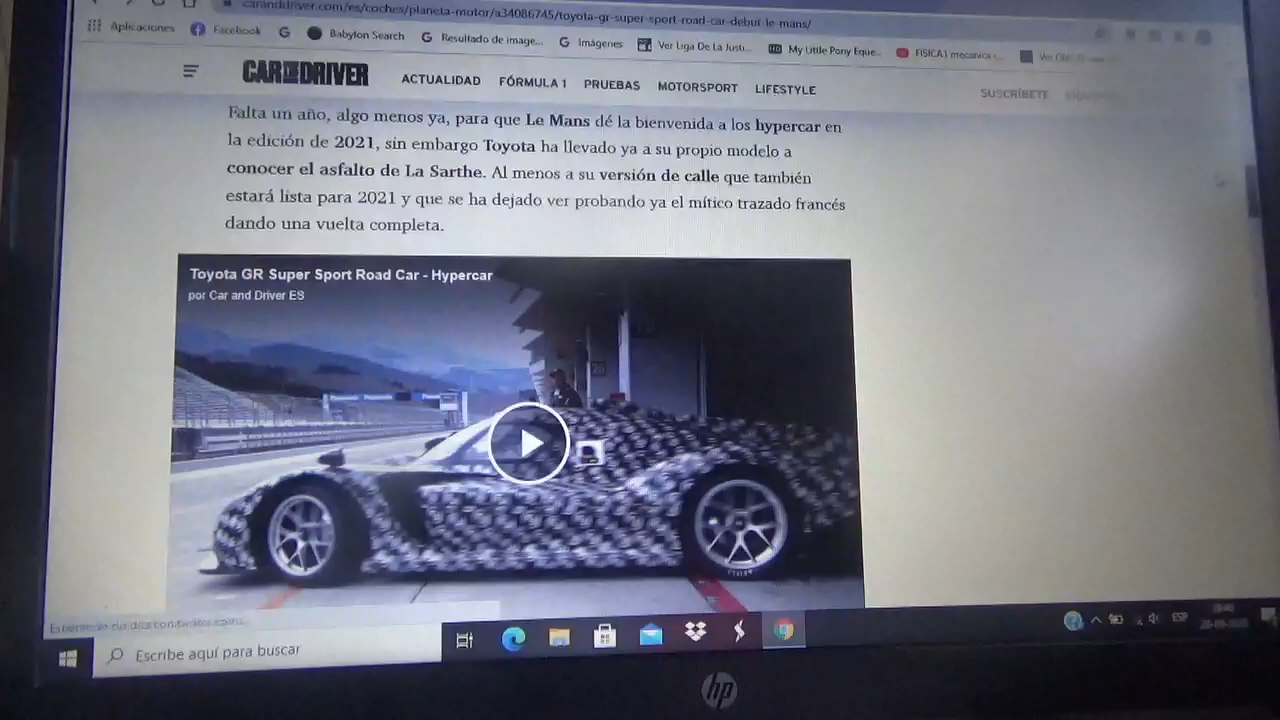 caranddriver.com/es/coches/planeta-motor/a34086745/toyota-gr-super-sport-road-car-debut-le-mans/
Aplicaciones Facebook Babylon Search Resultado de image... Imágenes Ver Liga De La Justi... My Little Pony Eque... FISICA1 mecanica
CAR AND DRIVER ACTUALIDAD FÓRMULA 1 PRUEBAS MOTORSPORT LIFESTYLE SUSCRÍBETE
Falta un año, algo menos ya, para que Le Mans dé la bienvenida a los hypercar en
la edición de 2021, sin embargo Toyota ha llevado ya a su propio modelo a
conocer el asfalto de La Sarthe. Al menos a su versión de calle que también
estará lista para 2021 y que se ha dejado ver probando ya el mítico trazado francés
dando una vuelta completa.
Toyota GR Super Sport Road Car - Hypercar
por Car and Driver ES
Escribe aquí para buscar
ESP
hp